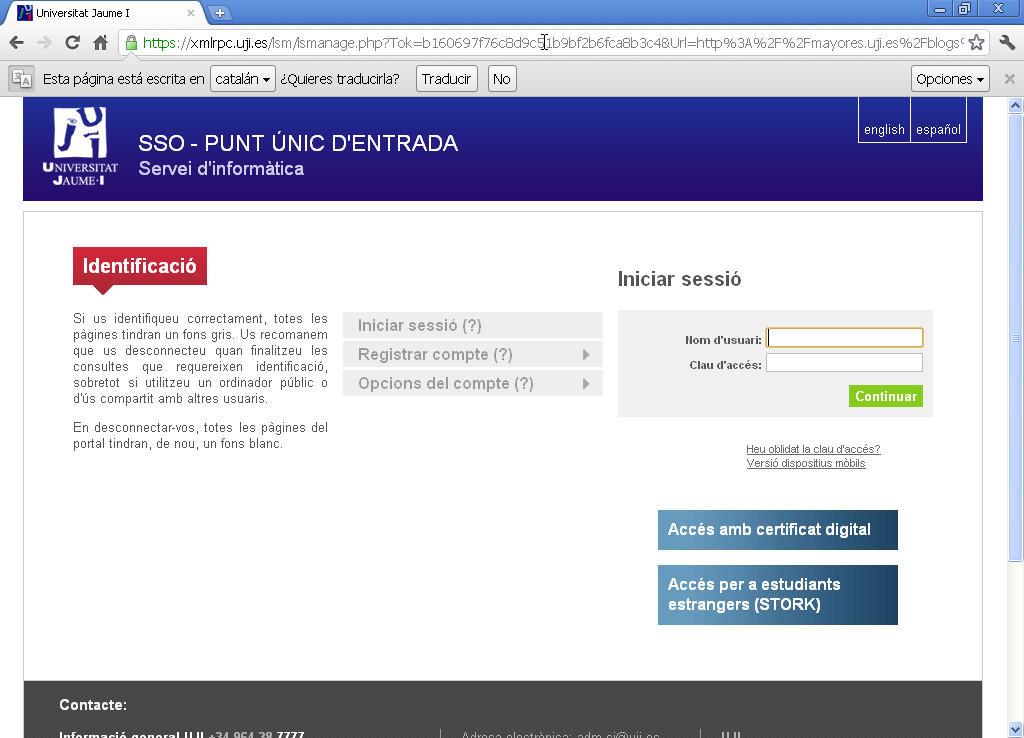 Universitat Jaume I
https://xmlrpc.uji.es/lsm/lsmanage.php?Tok=b160697f76c8d9c51b9bf2b6fca8b3c4&Url=http%3A%2F%2Fmayores.uji.es%2Fblogs%
Esta página está escrita en catalán ¿Quieres traducirla? Traducir No Opciones
UNIVERSITAT
JAUME·I
SSO - PUNT ÚNIC D'ENTRADA
Servei d'informàtica
english español
Identificació
Si us identifiqueu correctament, totes les
pàgines tindran un fons gris. Us recomanem
que us desconnecteu quan finalitzeu les
consultes que requereixen identificació,
sobretot si utilitzeu un ordinador públic o
d'ús compartit amb altres usuaris.
En desconnectar-vos, totes les pàgines del
portal tindran, de nou, un fons blanc.
Iniciar sessió (?)
Registrar compte (?)
Opcions del compte (?)
Iniciar sessió
Nom d'usuari:
Clau d'accés:
Continuar
Heu oblidat la clau d'accés?
Versió dispositius mòbils
Accés amb certificat digital
Accés per a estudiants
estrangers (STORK)
Contacte:
Informació general UJI +34 964 38 7777
Adreça electrònica: adm-si@uji.es
UJI